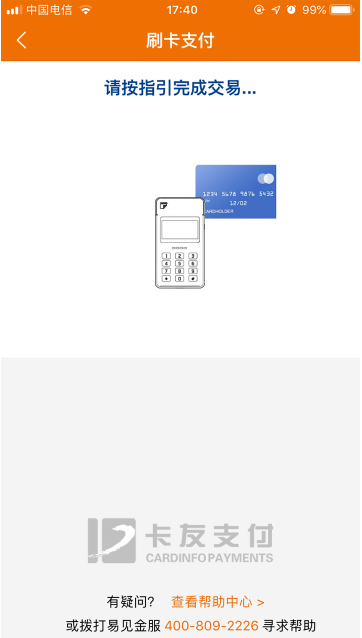 中国电信 17:40 99%
刷卡支付
请按指引完成交易...
1234 5678 9876 5432
12/02
CARDHOLDER
1 2 3
4 5 6
7 8 9
* 0 #
卡友支付
CARDINFO PAYMENTS
有疑问? 查看帮助中心 >
或拨打易见金服 400-809-2226 寻求帮助